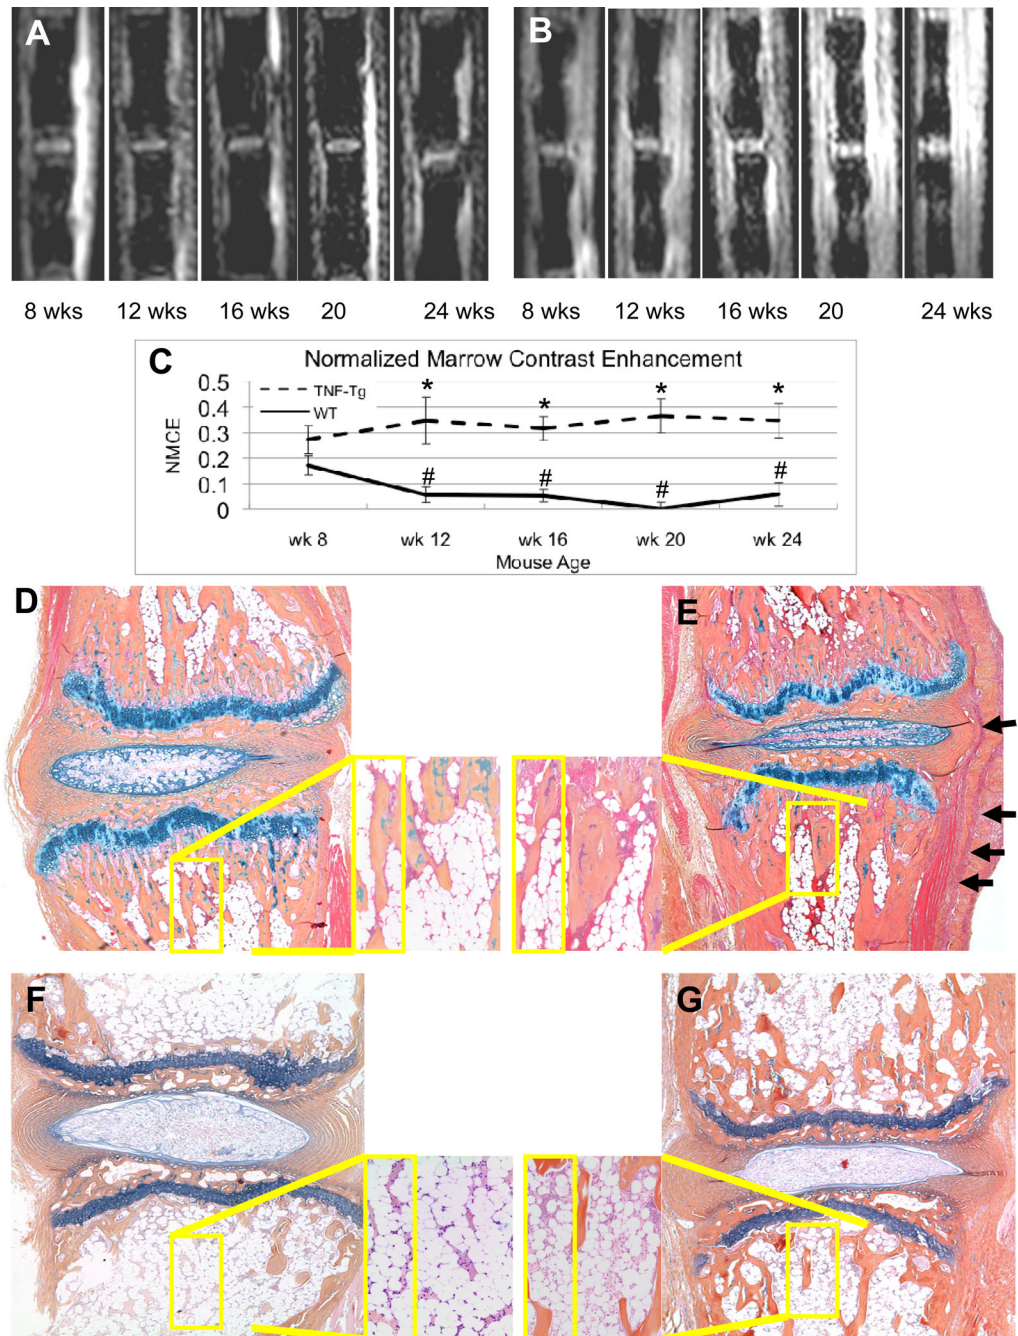 A
B
8 wks 12 wks 16 wks 20 24 wks 8 wks 12 wks 16 wks 20 24 wks
C
Normalized Marrow Contrast Enhancement
0.5
0.4
0.3
0.2
0.1
0
NMCE
TNF-Tg
WT
* * * *
# # # #
wk 8 wk 12 wk 16 wk 20 wk 24
Mouse Age
D
E
F
G